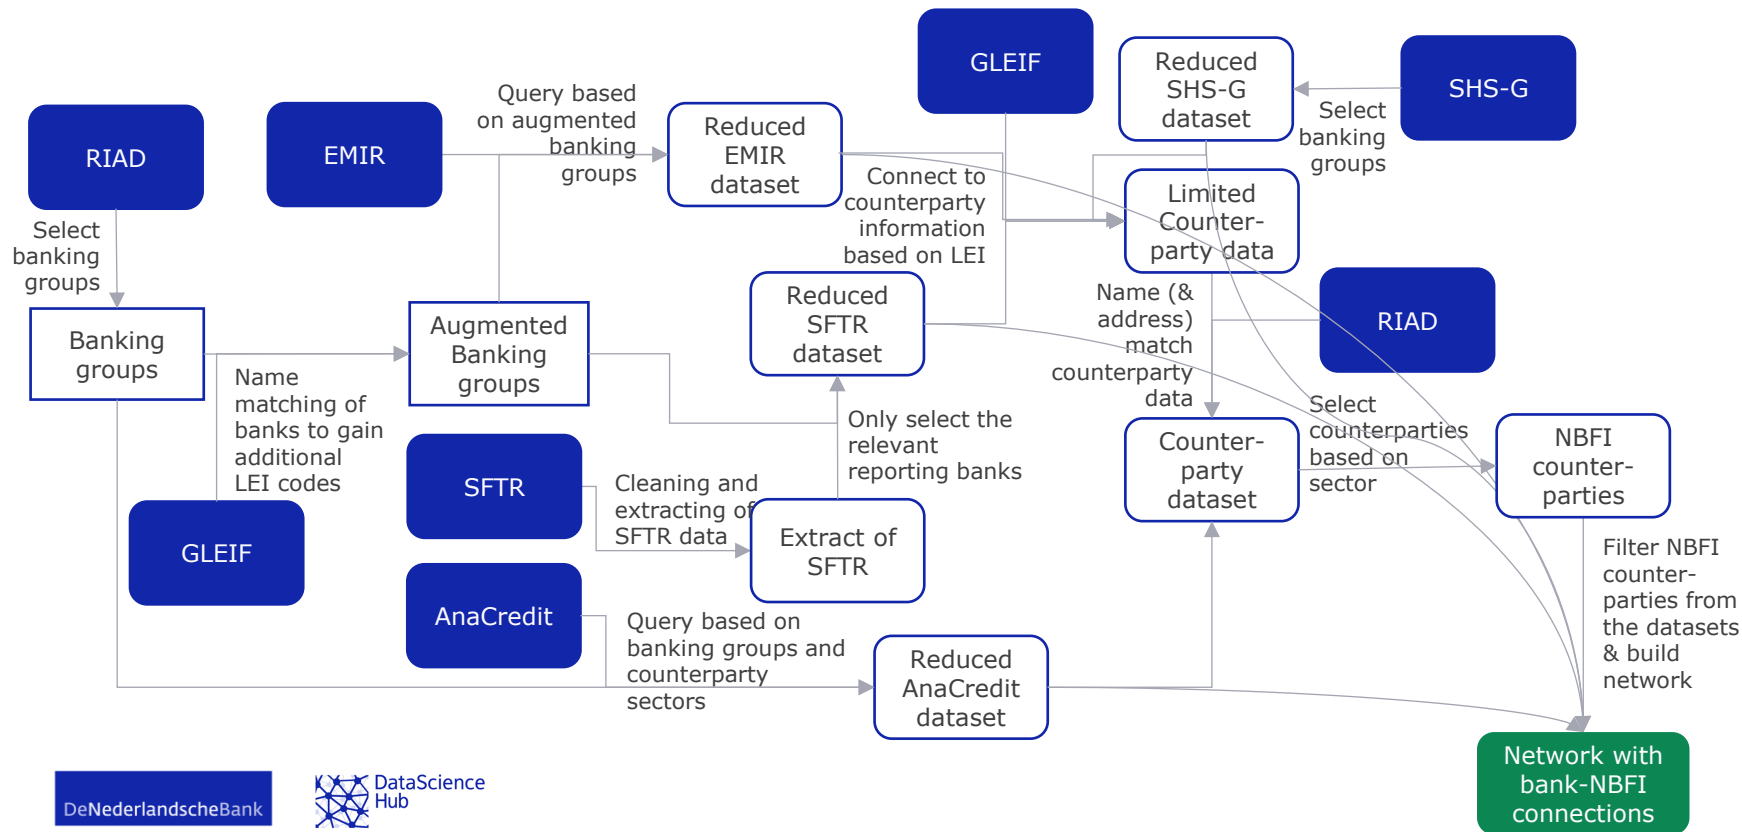 GLEIF
Reduced
SHS-G
dataset
SHS-G
Select
banking
groups
RIAD
EMIR
Query based
on augmented
banking
groups
Reduced
EMIR
dataset
Connect to
counterparty
information
based on LEI
Limited
Counter-
party data
Select
banking
groups
Banking
groups
Augmented
Banking
groups
Reduced
SFTR
dataset
Name (&
address)
match
counterparty
data
RIAD
Name
matching of
banks to gain
additional
LEI codes
GLEIF
SFTR
Cleaning and
extracting of
SFTR data
Only select the
relevant
reporting banks
Extract of
SFTR
Counter-
party
dataset
Select
counterparties
based on
sector
NBFI
counter-
parties
AnaCredit
Query based on
banking groups and
counterparty
sectors
Reduced
AnaCredit
dataset
Filter NBFI
counter-
parties from
the datasets
& build
network
Network with
bank-NBFI
connections
DeNederlandscheBank
DataScience
Hub